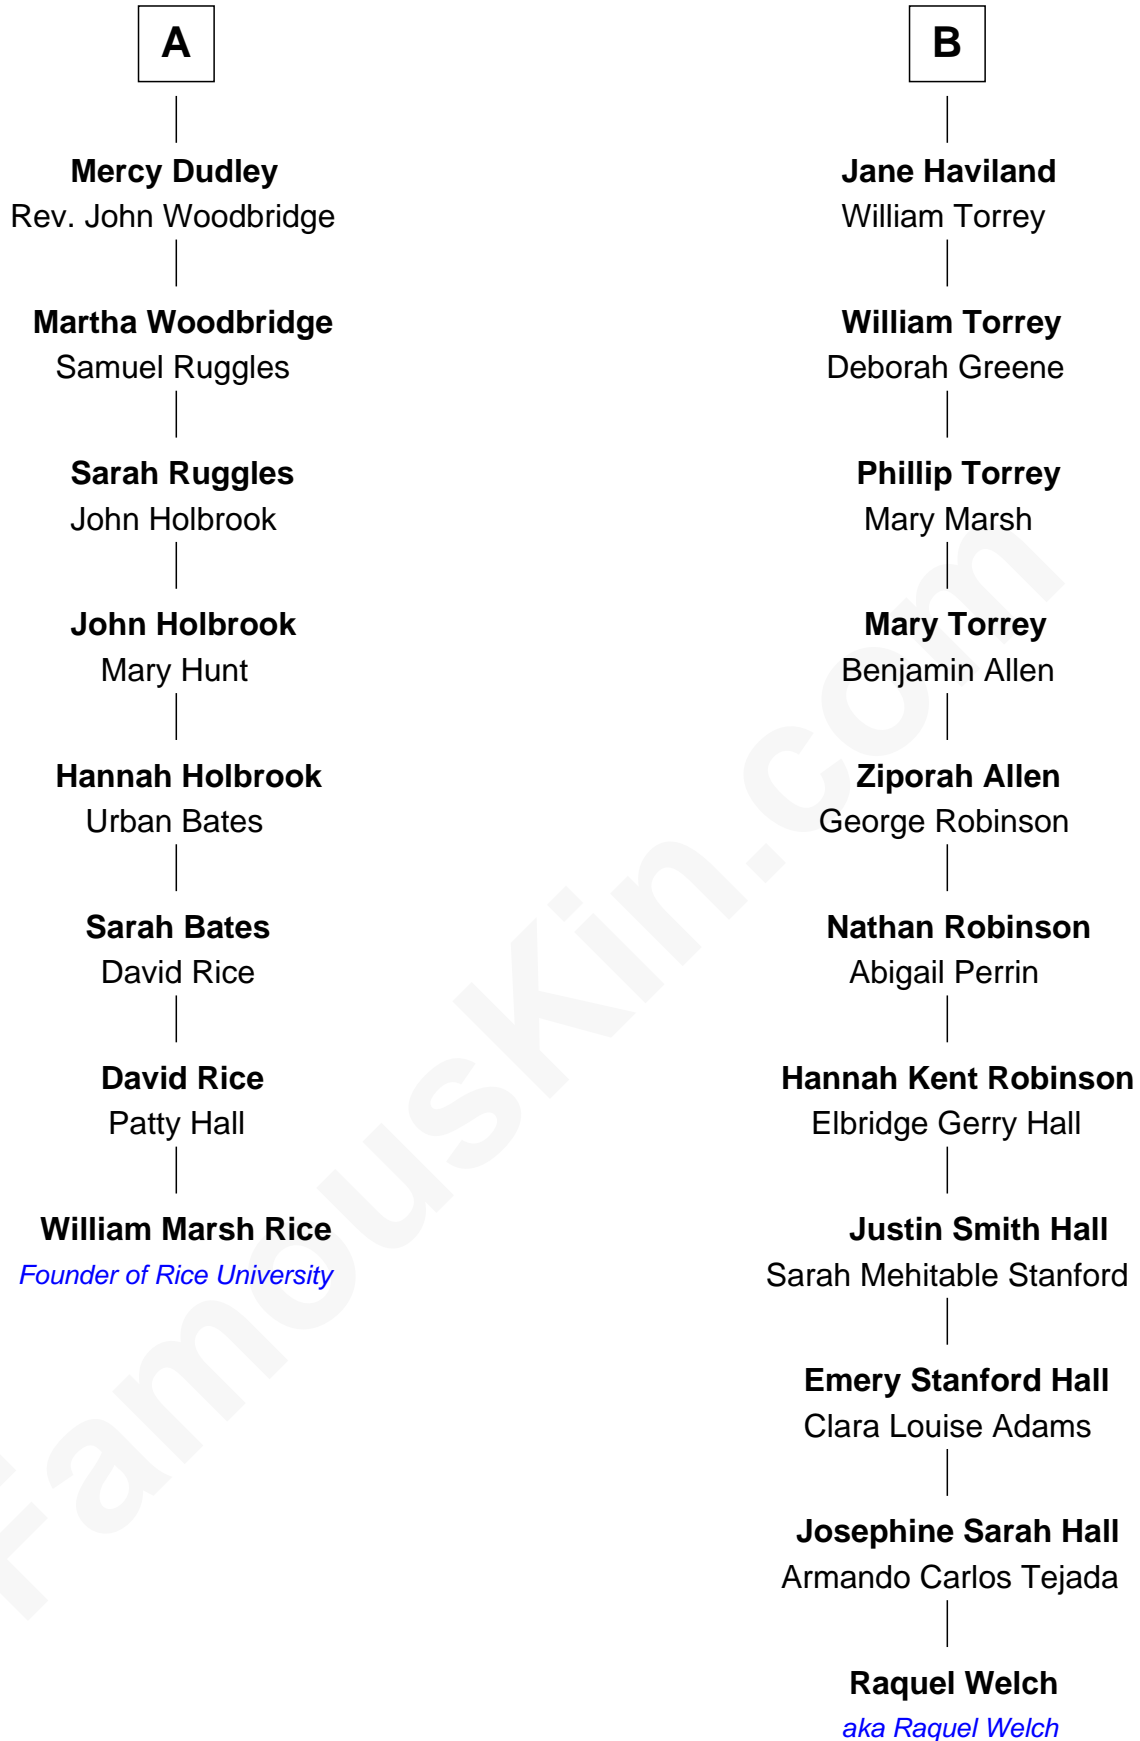 A
Mercy Dudley
Rev. John Woodbridge
Martha Woodbridge
Samuel Ruggles
Sarah Ruggles
John Holbrook
John Holbrook
Mary Hunt
Hannah Holbrook
Urban Bates
Sarah Bates
David Rice
David Rice
Patty Hall
William Marsh Rice
Founder of Rice University
B
Jane Haviland
William Torrey
William Torrey
Deborah Greene
Phillip Torrey
Mary Marsh
Mary Torrey
Benjamin Allen
Ziporah Allen
George Robinson
Nathan Robinson
Abigail Perrin
Hannah Kent Robinson
Elbridge Gerry Hall
Justin Smith Hall
Sarah Mehitable Stanford
Emery Stanford Hall
Clara Louise Adams
Josephine Sarah Hall
Armando Carlos Tejada
Raquel Welch
aka Raquel Welch
FamousKin.com